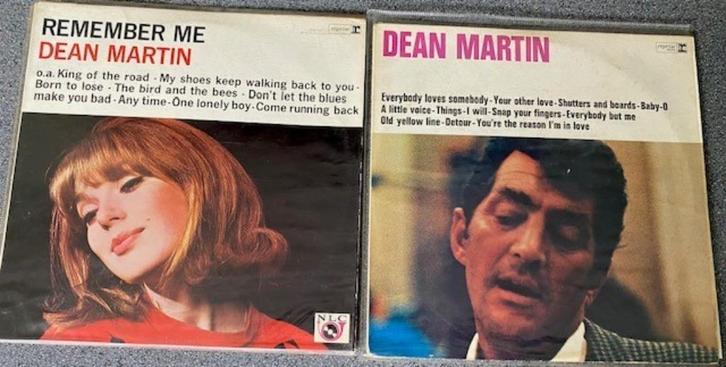 REMEMBER ME
DEAN MARTIN
o.a. King of the road - My shoes keep walking back to you -
Born to lose - The bird and the bees - Don't let the blues
make you bad - Any time - One lonely boy - Come running back
NLC
DEAN MARTIN
Everybody loves somebody - Your other love - Shutters and boards - Baby-O
A little voice - Things - I will - Snap your fingers - Everybody but me
Old yellow line - Detour - You're the reason I'm in love